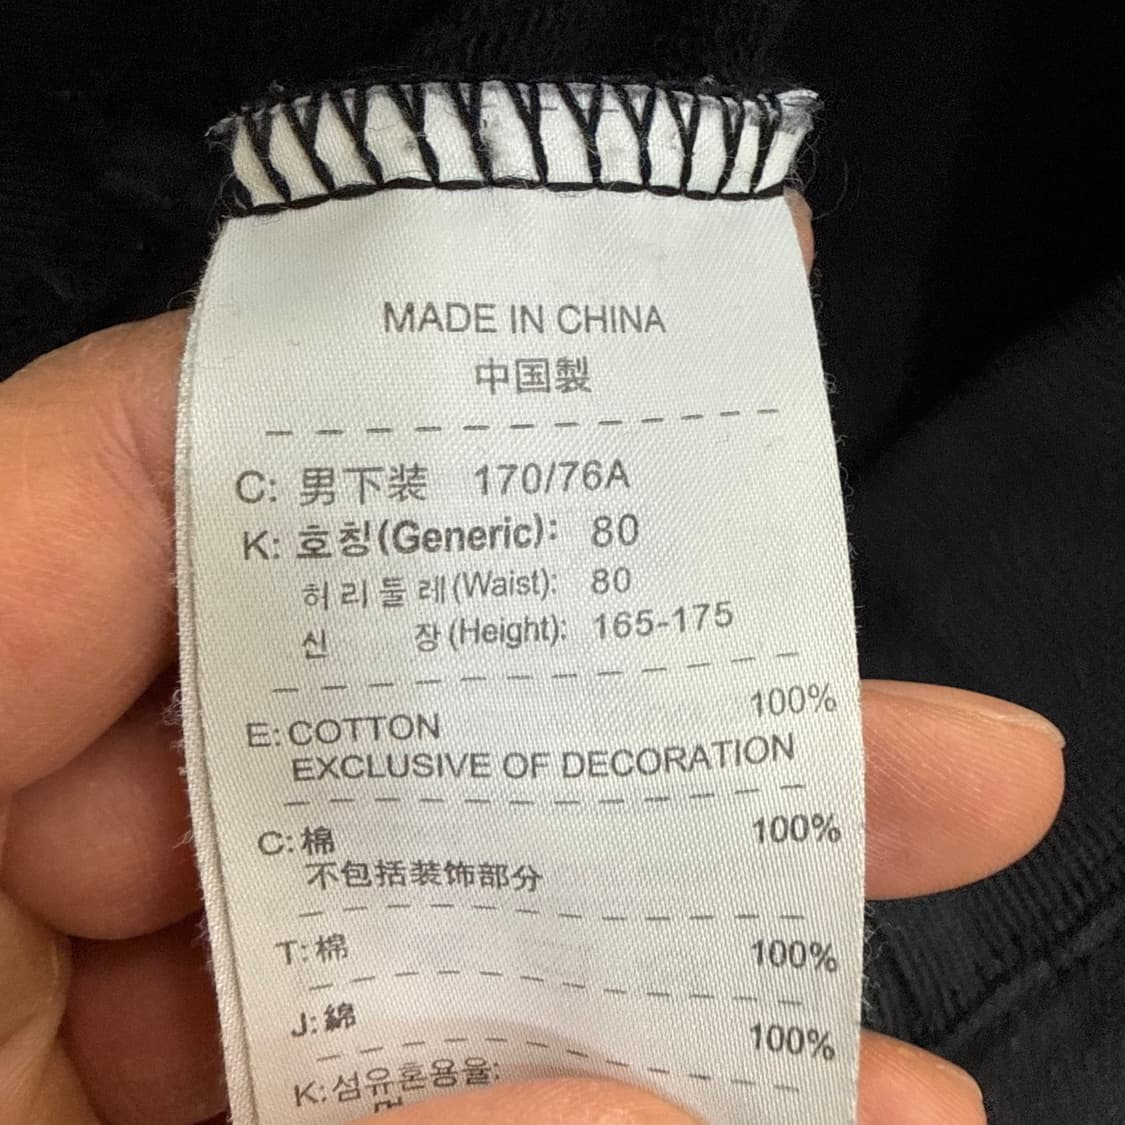 MADE IN CHINA
中国製
C: 男下装 170/76A
K: 호칭(Generic): 80
허리둘레(Waist): 80
신 장(Height): 165-175
E: COTTON 100%
EXCLUSIVE OF DECORATION
C: 棉 100%
不包括装饰部分
T: 棉 100%
J: 綿 100%
K: 섬유혼용율: